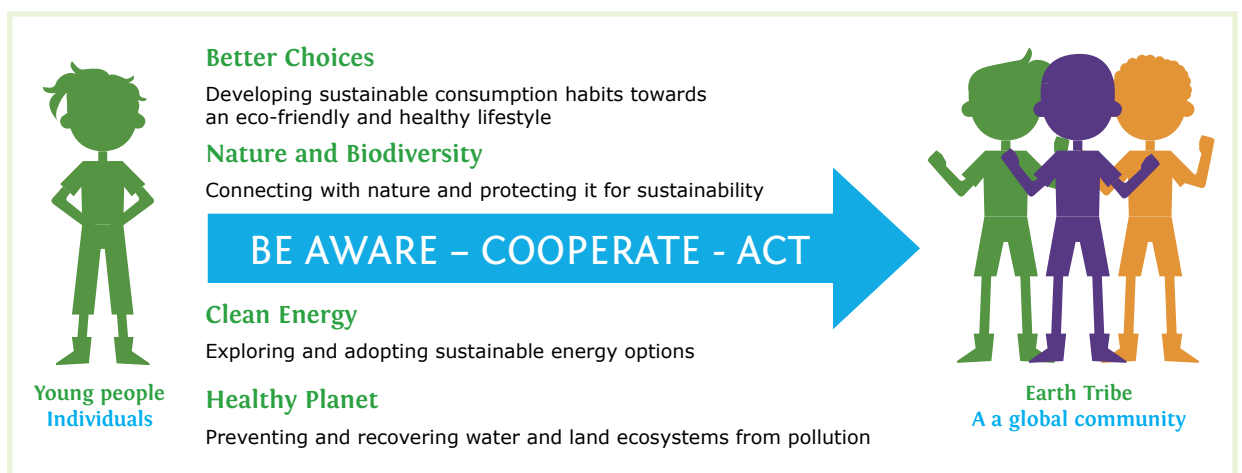 Better Choices
Developing sustainable consumption habits towards
an eco-friendly and healthy lifestyle
Nature and Biodiversity
Connecting with nature and protecting it for sustainability
BE AWARE – COOPERATE - ACT
Clean Energy
Exploring and adopting sustainable energy options
Healthy Planet
Preventing and recovering water and land ecosystems from pollution
Young people
Individuals
Earth Tribe
A a global community